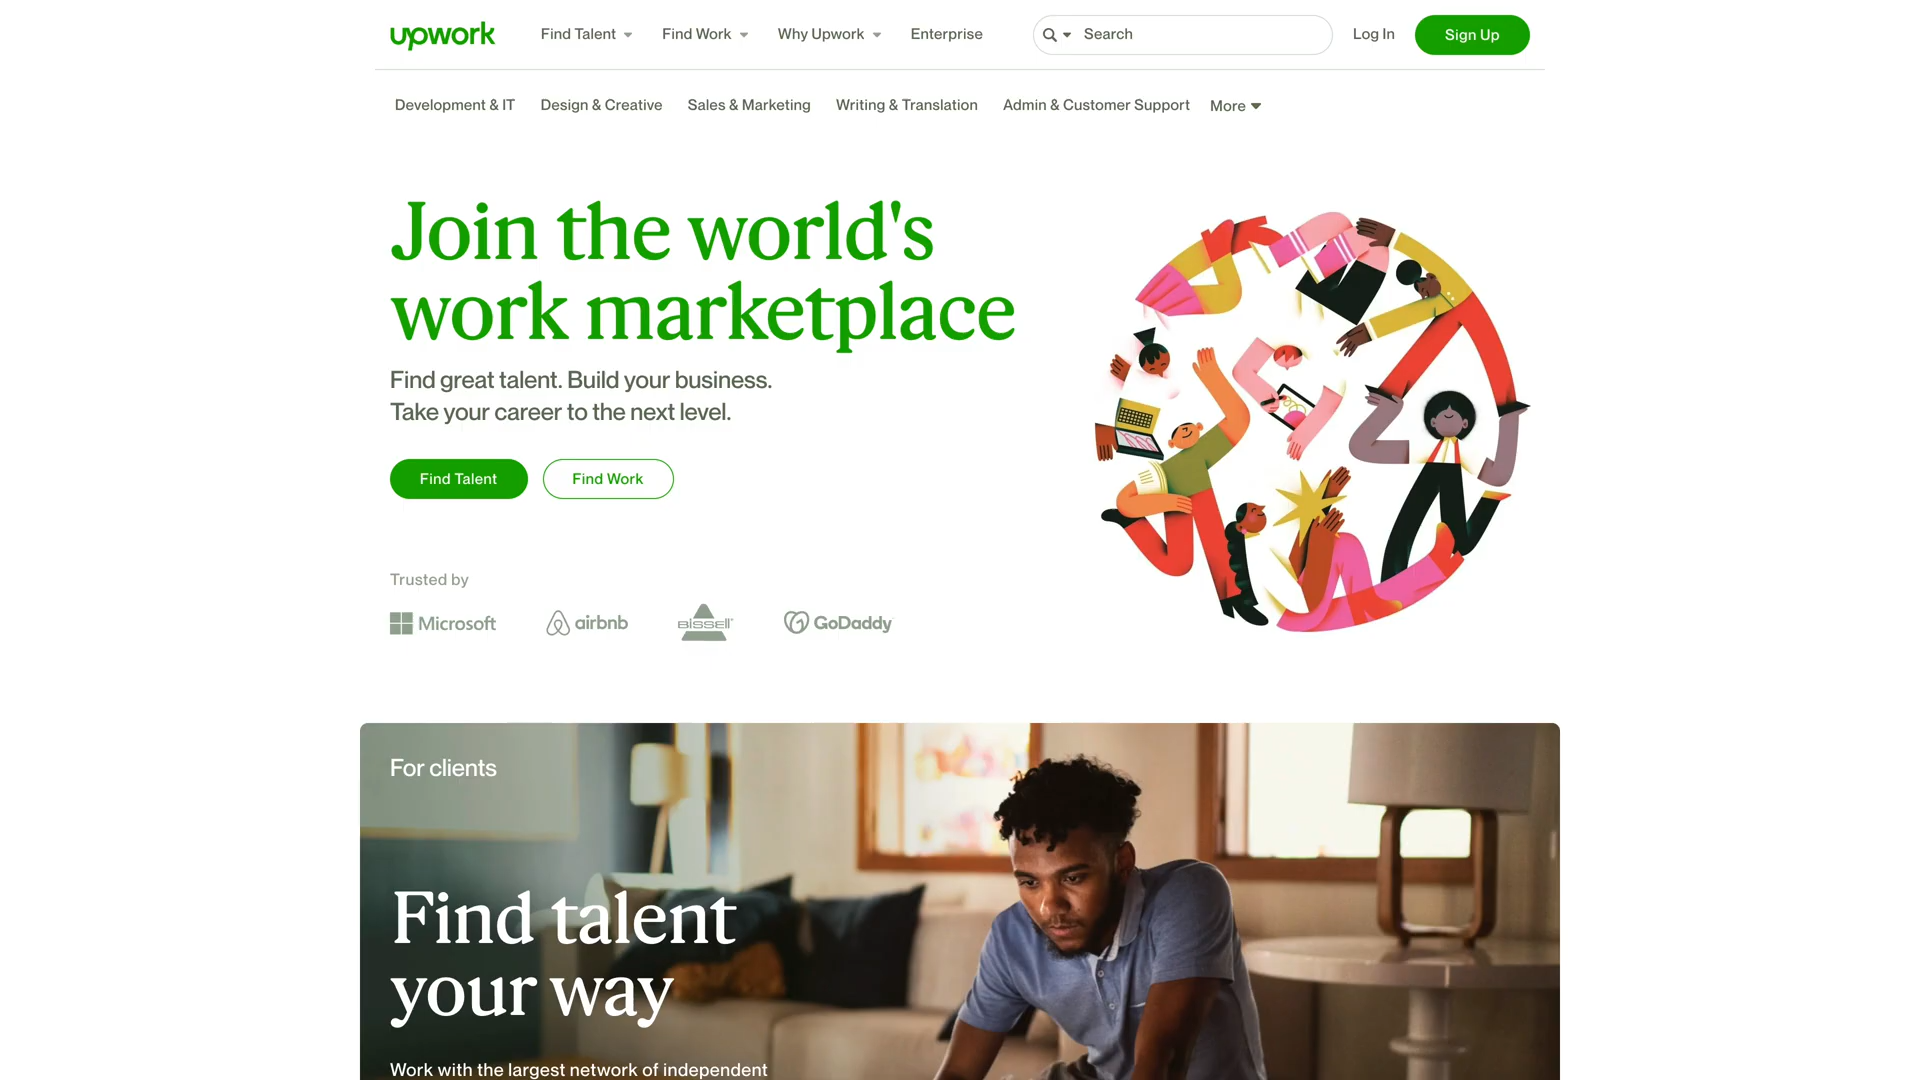 upwork
Find Talent
Find Work
Why Upwork
Enterprise
Search
Log In
Sign Up
Development & IT
Design & Creative
Sales & Marketing
Writing & Translation
Admin & Customer Support
More
Join the world's
work marketplace
Find great talent. Build your business.
Take your career to the next level.
Find Talent
Find Work
Trusted by
Microsoft
airbnb
BISSELL
GoDaddy
For clients
Find talent
your way
Work with the largest network of independent